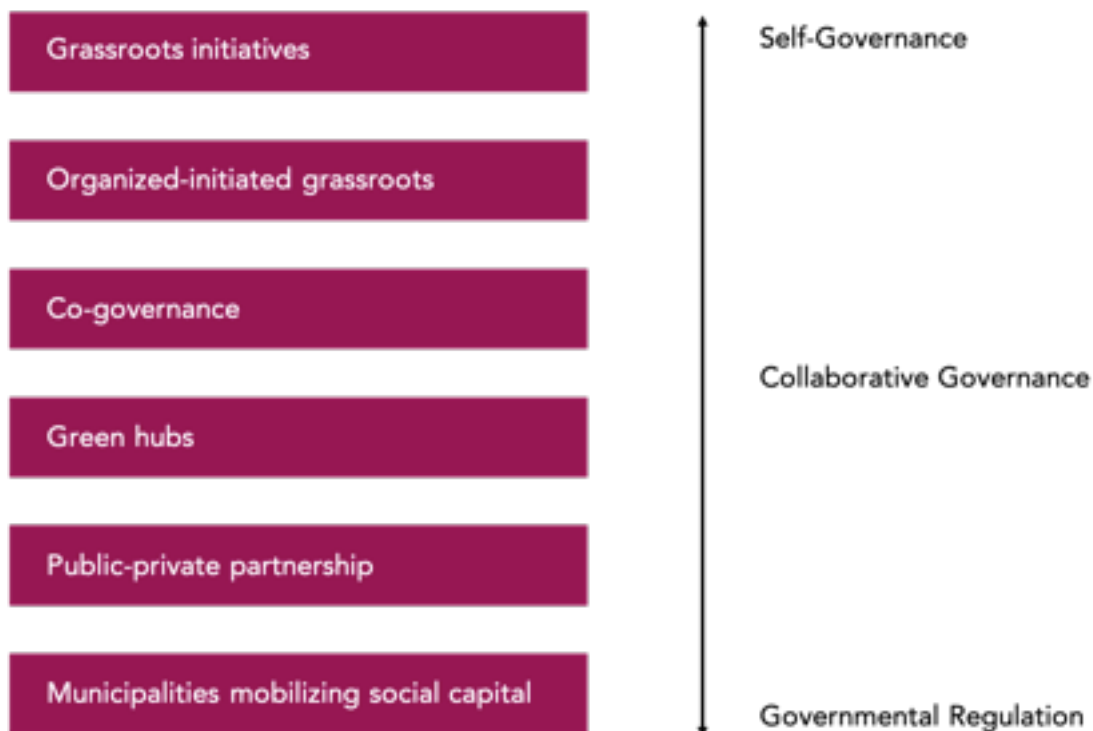 Grassroots initiatives
Self-Governance
Organized-initiated grassroots
Co-governance
Collaborative Governance
Green hubs
Public-private partnership
Municipalities mobilizing social capital
Governmental Regulation